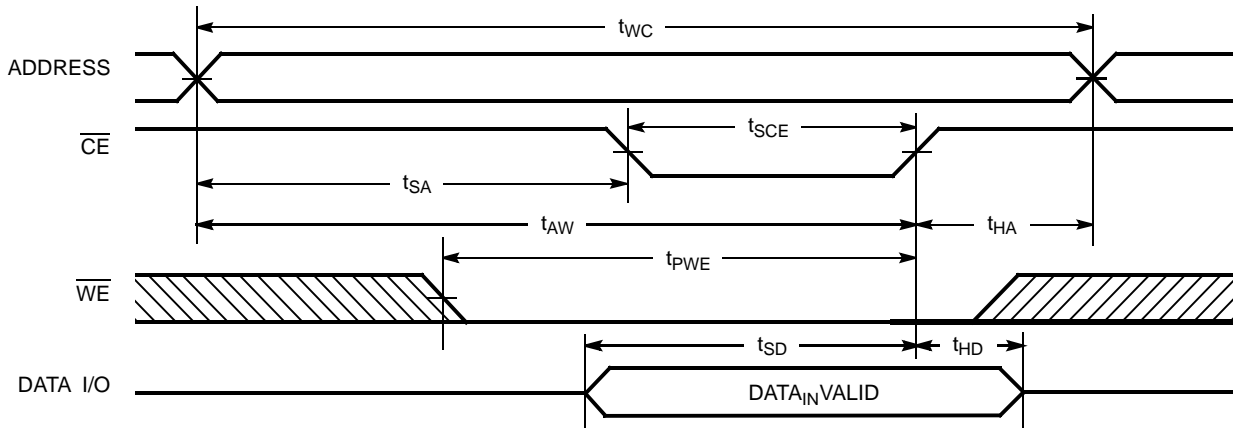 tWC
ADDRESS
CE
tSCE
tSA
tAW
tHA
tPWE
WE
tSD
tHD
DATA I/O
DATAINVALID